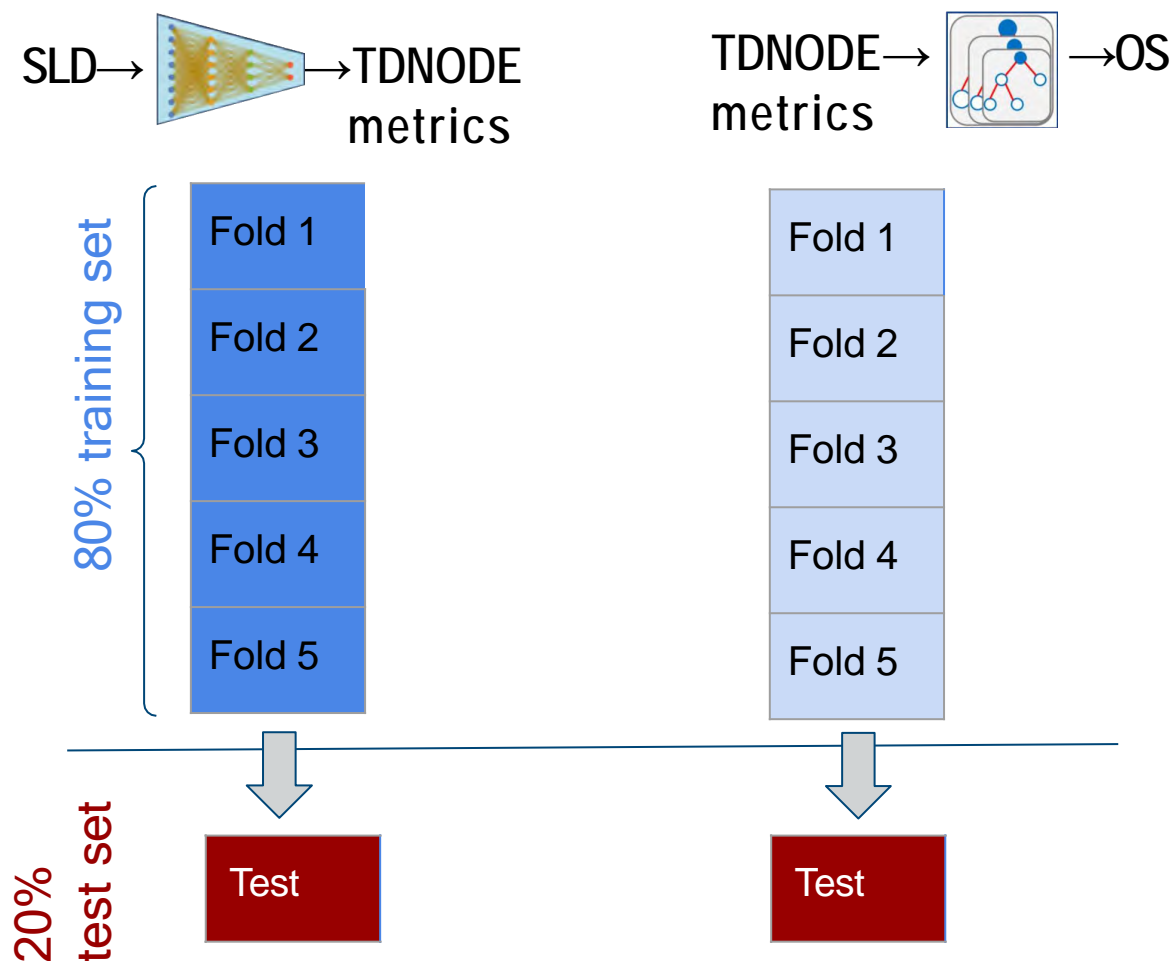 SLD→ →TDNODE
metrics
TDNODE→ →OS
metrics
80% training set
Fold 1
Fold 2
Fold 3
Fold 4
Fold 5
Fold 1
Fold 2
Fold 3
Fold 4
Fold 5
20%
test set
Test
Test